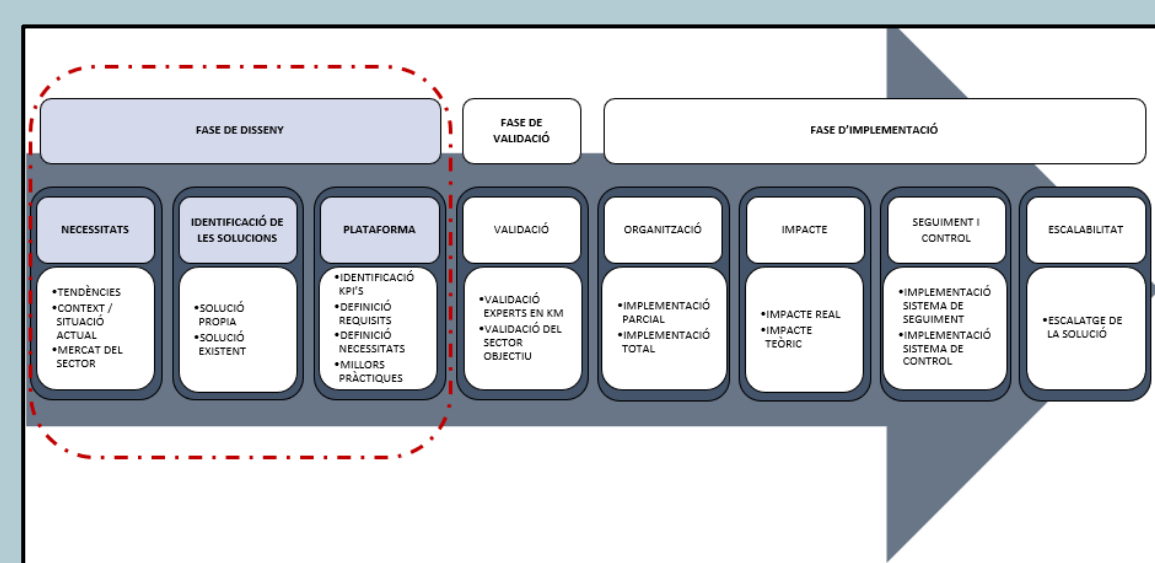 FASE DE DISSENY
FASE DE
VALIDACIÓ
FASE D'IMPLEMENTACIÓ
NECESSITATS
•TENDÈNCIES
•CONTEXT /
SITUACIÓ
ACTUAL
•MERCAT DEL
SECTOR
IDENTIFICACIÓ DE
LES SOLUCIONS
•SOLUCIÓ
PROPIA
•SOLUCIÓ
EXISTENT
PLATAFORMA
•IDENTIFICACIÓ
KPI'S
•DEFINICIÓ
REQUISITS
•DEFINICIÓ
NECESSITATS
•MILLORS
PRÀCTIQUES
VALIDACIÓ
•VALIDACIÓ
EXPERTS EN KM
•VALIDACIÓ DEL
SECTOR
OBJECTIU
ORGANITZACIÓ
•IMPLEMENTACIÓ
PARCIAL
•IMPLEMENTACIÓ
TOTAL
IMPACTE
•IMPACTE REAL
•IMPACTE
TEÒRIC
SEGUIMENT I
CONTROL
•IMPLEMENTACIÓ
SISTEMA DE
SEGUIMENT
•IMPLEMENTACIÓ
SISTEMA DE
CONTROL
ESCALABILITAT
•ESCALATGE DE
LA SOLUCIÓ